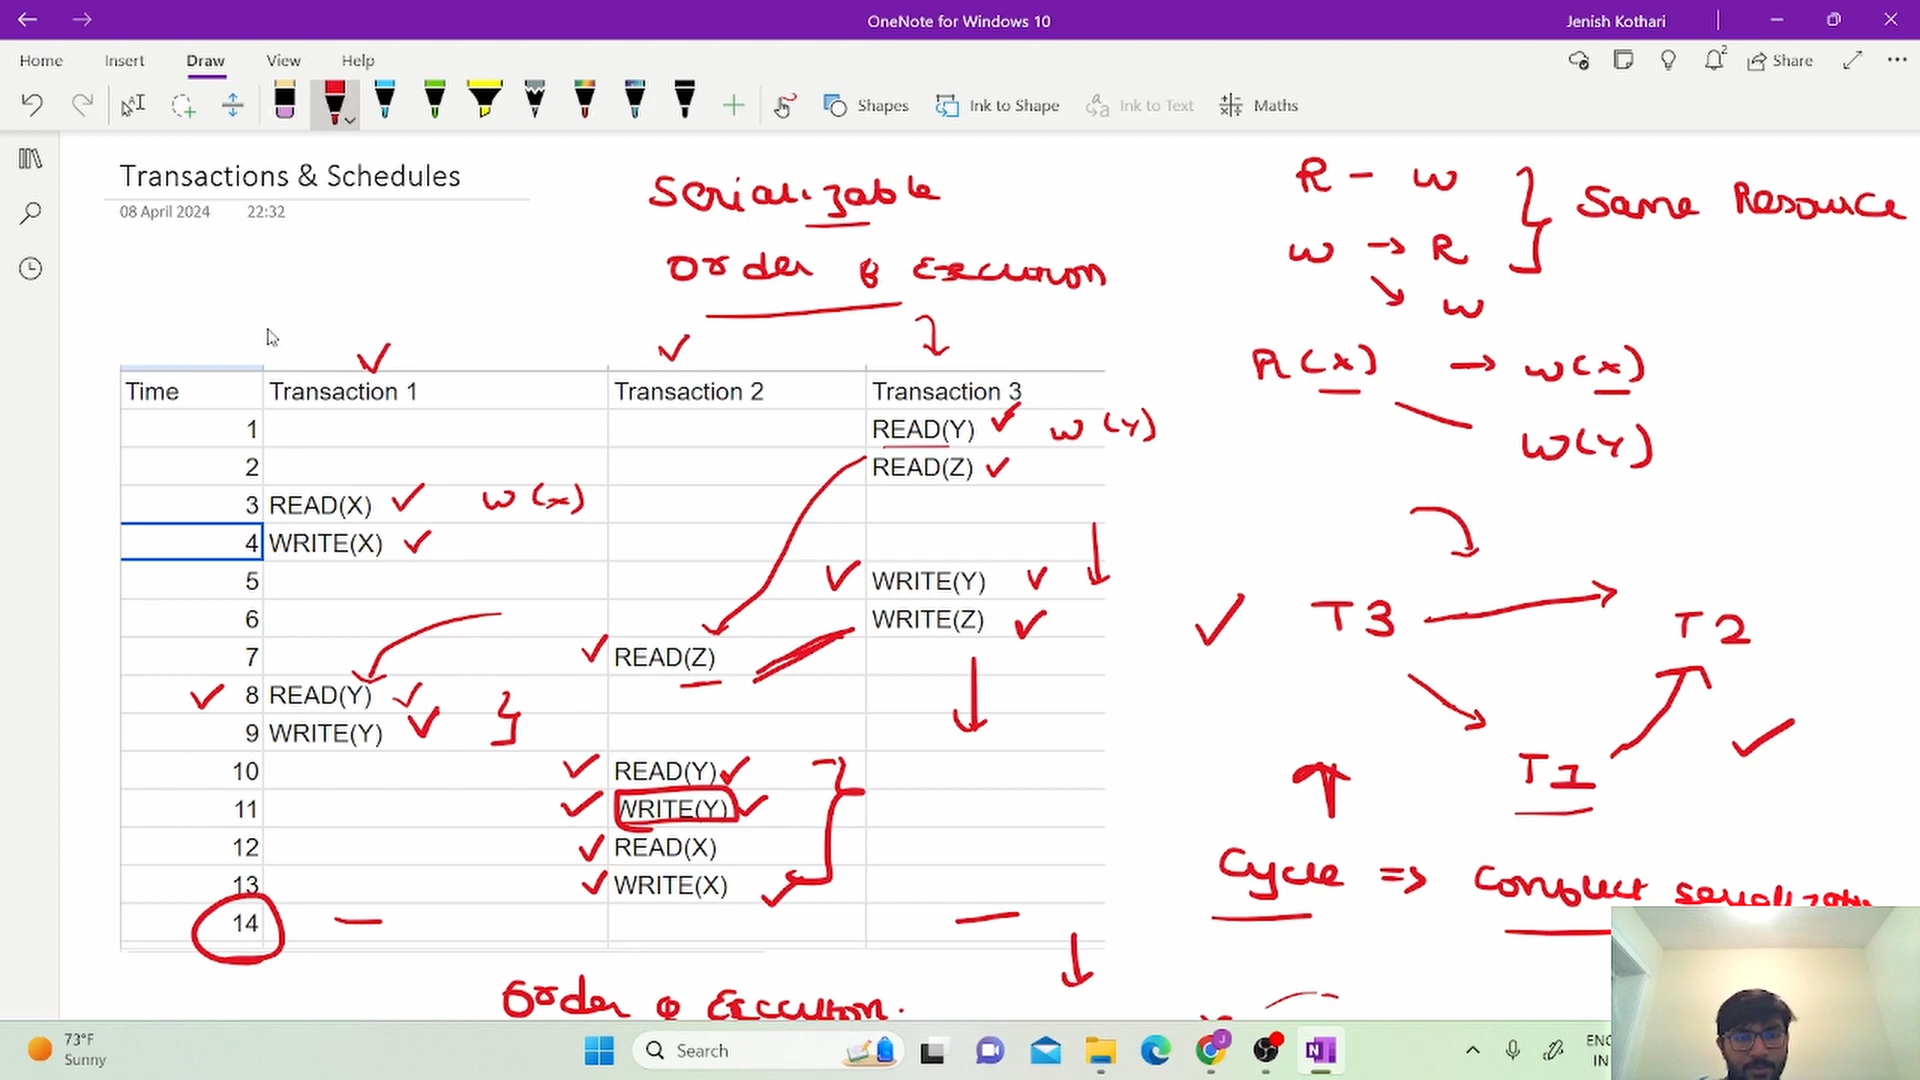 OneNote for Windows 10
Jenish Kothari
Home Insert Draw View Help
2
Share
Shapes Ink to Shape Ink to Text Maths
Transactions & Schedules
08 April 2024 22:32
Serializable
Order of Execution
R - W
W → R
W
} Same Resource
R(X) → W(X)
W(Y)
Time Transaction 1 Transaction 2 Transaction 3
1 READ(Y) W(Y)
2 READ(Z)
3 READ(X) W(X)
4 WRITE(X)
5 WRITE(Y)
6 WRITE(Z)
7 READ(Z)
8 READ(Y)
9 WRITE(Y)
10 READ(Y)
11 WRITE(Y)
12 READ(X)
13 WRITE(X)
14
T3 T2
T1
Cycle ⇒ Conflict
Order of Execution.
73°F
Sunny
Search
ENG
IN